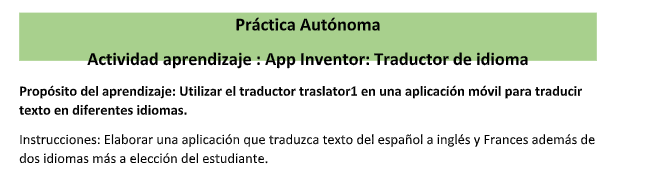 Práctica Autónoma
Actividad aprendizaje : App Inventor: Traductor de idioma
Propósito del aprendizaje: Utilizar el traductor traslator1 en una aplicación móvil para traducir
texto en diferentes idiomas.
Instrucciones: Elaborar una aplicación que traduzca texto del español a inglés y Frances además de
dos idiomas más a elección del estudiante.